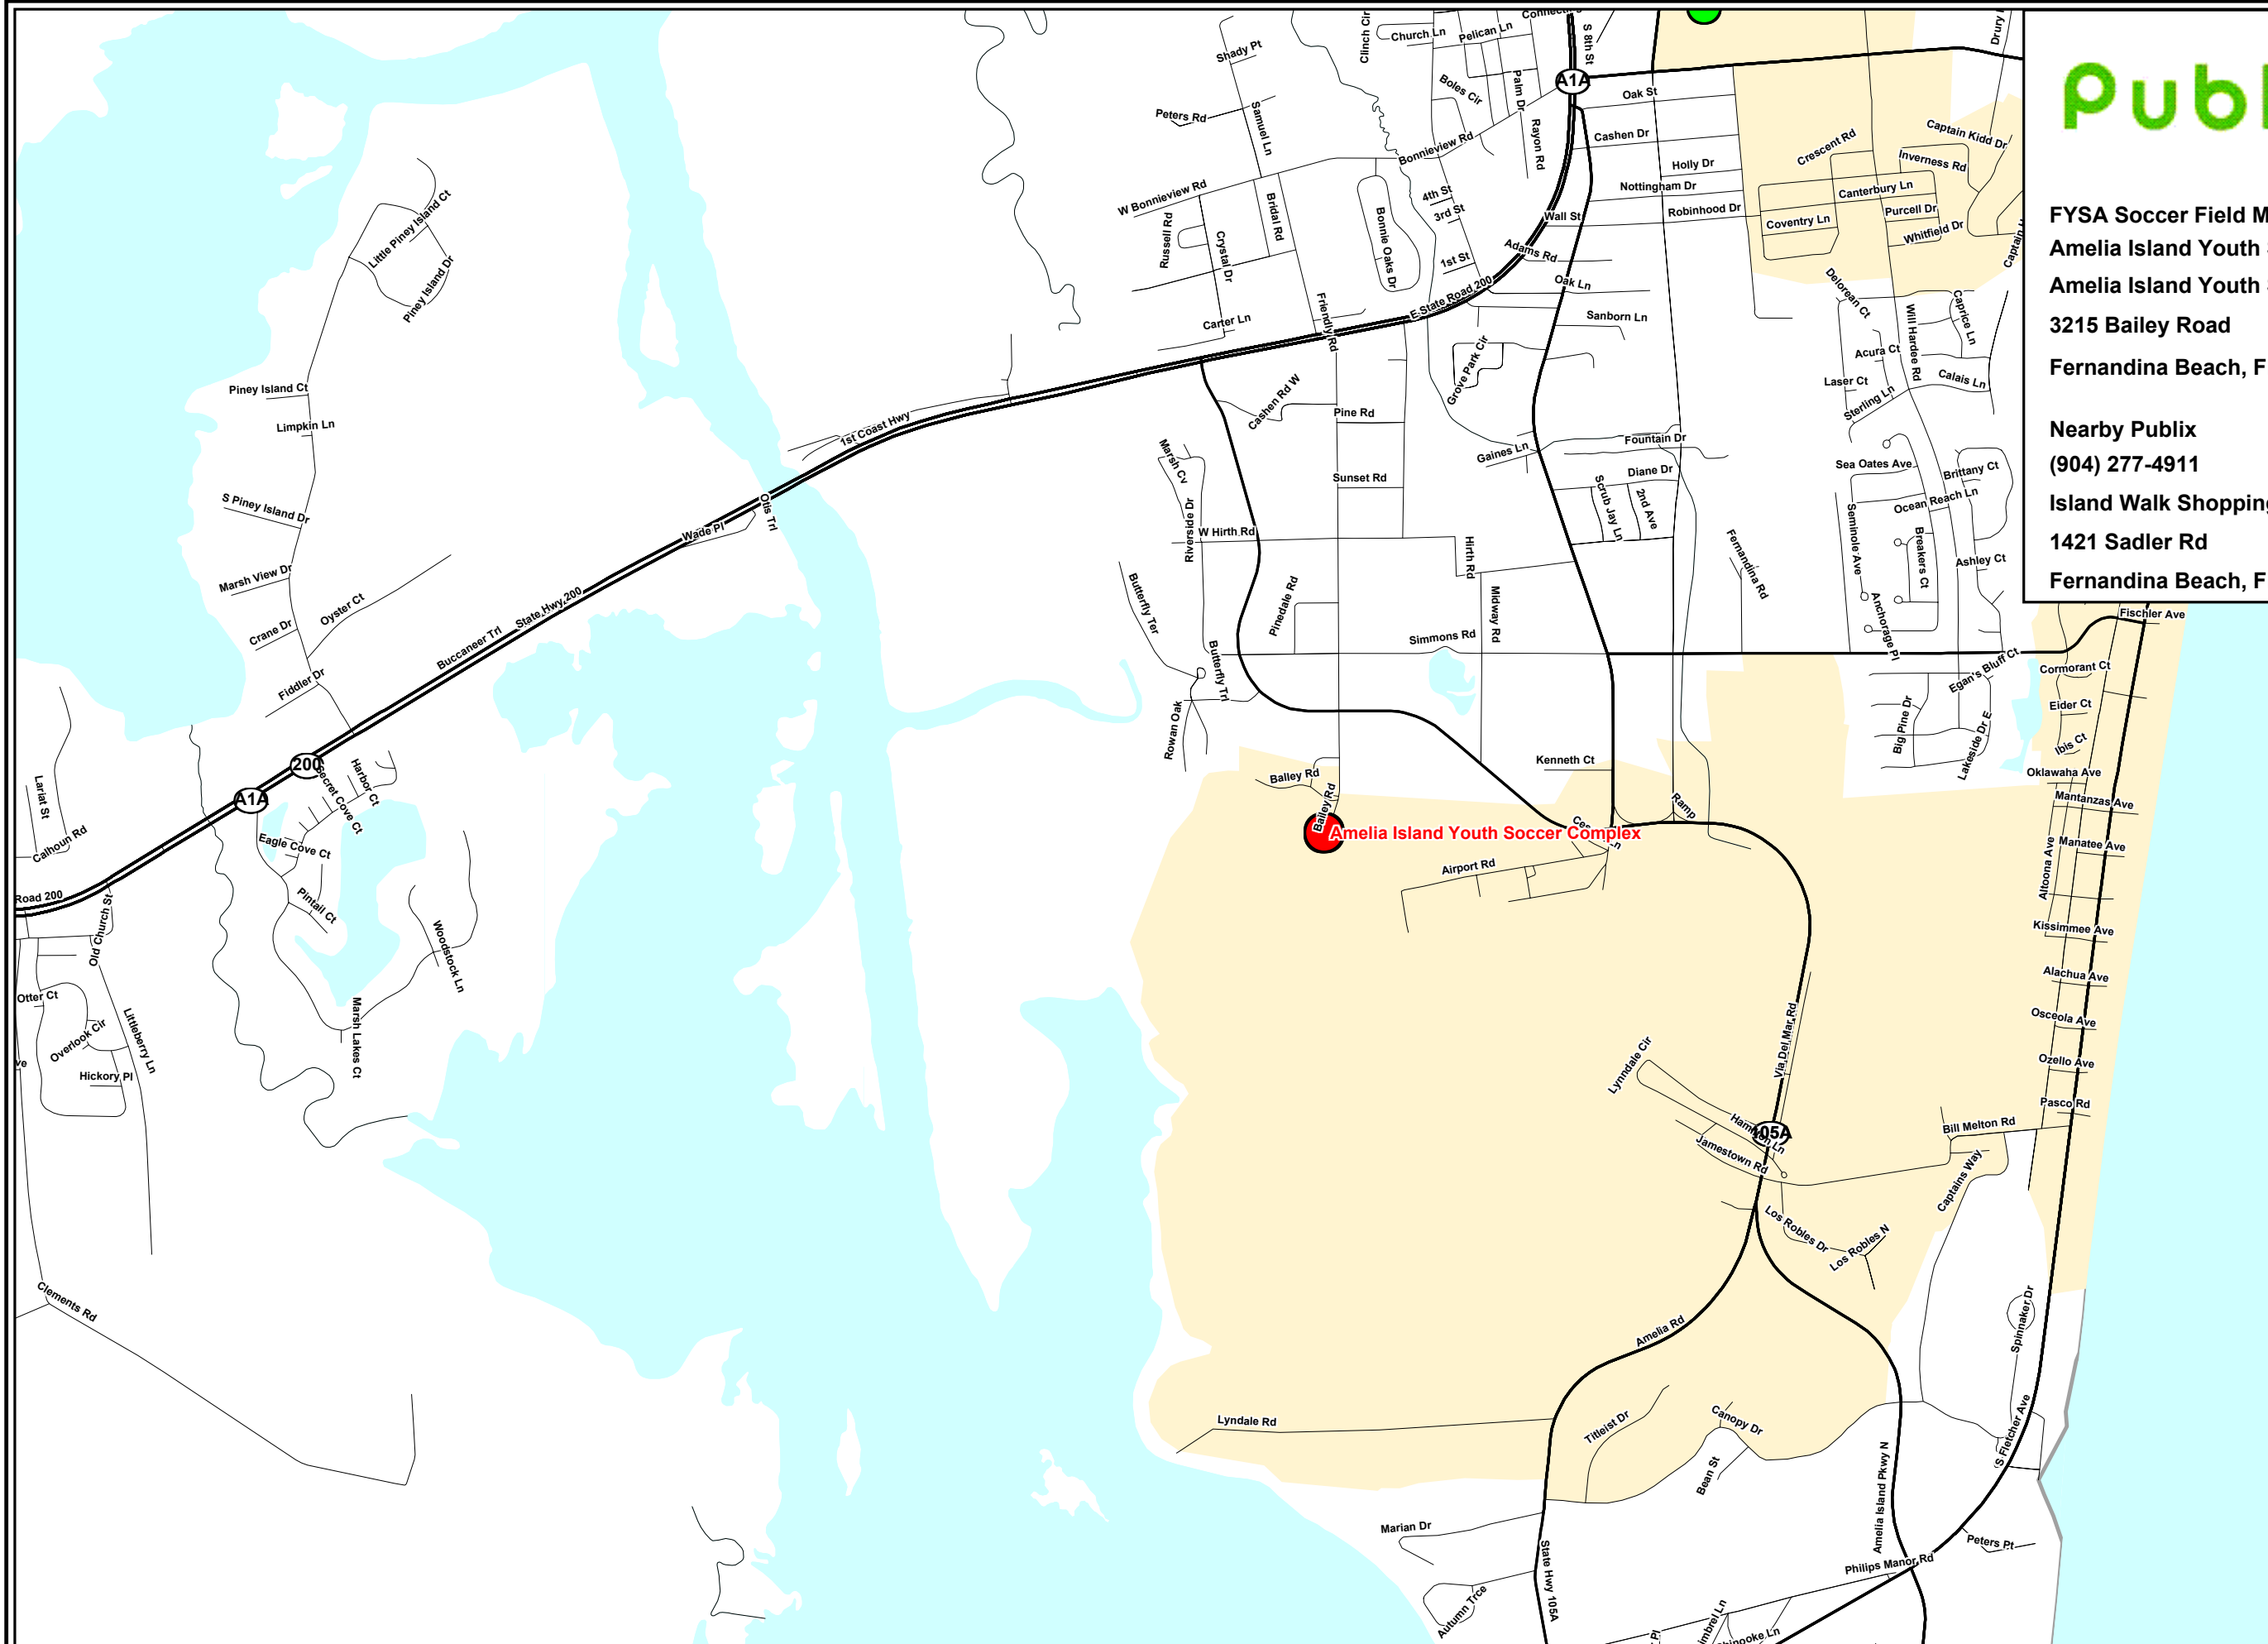 Publ
FYSA Soccer Field M
Amelia Island Youth
Amelia Island Youth
3215 Bailey Road
Fernandina Beach, F
Nearby Publix
(904) 277-4911
Island Walk Shopping
1421 Sadler Rd
Fernandina Beach, F
Amelia Island Youth Soccer Complex
Clinch Cir
Church Ln
Pelican Ln
S 8th St
Drury
Shady Pt
Boles Cir
Palm Dr
A1A
Oak St
Peters Rd
Samuel Ln
Rayon Rd
Cashen Dr
Crescent Rd
Captain Kidd Dr
Bonnieview Rd
Holly Dr
Inverness Rd
W Bonnieview Rd
4th St
Nottingham Dr
Canterbury Ln
Little Piney Island Ct
Russell Rd
Bridal Rd
Bonnie Oaks Dr
3rd St
Wall St
Robinhood Dr
Coventry Ln
Purcell Dr
Whitfield Dr
Captain
Piney Island Dr
Crystal Dr
1st St
Adams Rd
Oak Ln
E State Road 200
Delorean Ct
Caprice Ln
Carter Ln
Friendly Rd
Sanborn Ln
Will Hardee Rd
Grove Park Cir
Acura Ct
Piney Island Ct
Cashen Rd W
Laser Ct
Calais Ln
Sterling Ln
Limpkin Ln
1st Coast Hwy
Pine Rd
Fountain Dr
Marsh Cv
Gaines Ln
Sea Oates Ave
Brittany Ct
Sunset Rd
Diane Dr
Scrub Jay Ln
2nd Ave
Ocean Reach Ln
S Piney Island Dr
Otis Trl
Wade Pl
Riverside Dr
W Hirth Rd
Hirth Rd
Seminole Ave
Breakers Ct
Fernandina Rd
Ashley Ct
Marsh View Dr
Oyster Ct
Butterfly Ter
Pinedale Rd
Midway Rd
Anchorage Pl
Fischler Ave
Crane Dr
Buccaneer Trl
State Hwy 200
Simmons Rd
Butterfly Trl
Egan's Bluff Ct
Cormorant Ct
Fiddler Dr
Rowan Oak
Big Pine Dr
Lakeside Dr E
Eider Ct
Ibis Ct
200
A1A
Secret Cove Ct
Harbor Ct
Kenneth Ct
Oklawaha Ave
Lariat St
Balley Rd
Bailey Rd
Ramp
Mantanzas Ave
Calhoun Rd
Eagle Cove Ct
Airport Rd
Altoona Ave
Manatee Ave
Road 200
Pintail Ct
Old Church St
Woodstock Ln
Kissimmee Ave
Alachua Ave
Otter Ct
Overlook Cir
Littleberry Ln
Marsh Lakes Ct
Via Del Mar Rd
Osceola Ave
ve
Hickory Pl
Lynndale Cir
Ozello Ave
Pasco Rd
105A
Jamestown Rd
Bill Melton Rd
Captains Way
Los Robles Dr
Los Robles N
Clements Rd
Amelia Rd
Spinnaker Dr
Lyndale Rd
Titleist Dr
Canopy Dr
Bean St
S Fletcher Ave
Amelia Island Pkwy N
Marian Dr
State Hwy 105A
Peters Pt
Philips Manor Rd
Autumn Trce
Pl